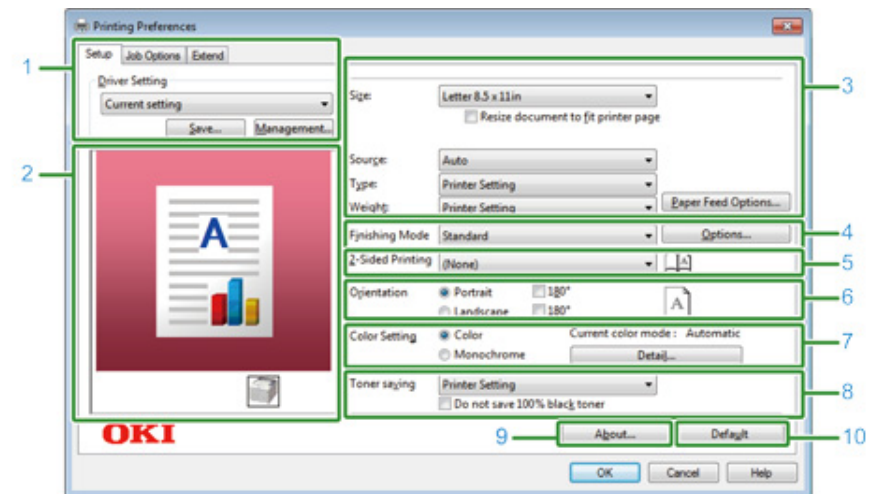 Printing Preferences
Setup Job Options Extend
Driver Setting
Current setting
Save... Management...
1
2
A
OKI
Size: Letter 8.5 x 11in
Resize document to fit printer page
Source: Auto
Type: Printer Setting
Weight: Printer Setting Paper Feed Options...
3
Finishing Mode Standard Options... 4
2-Sided Printing (None) A 5
Orientation Portrait 180°
Landscape 180° A
6
Color Setting Color Current color mode : Automatic
Monochrome Detail...
7
Toner saving Printer Setting
Do not save 100% black toner
8
9 About... Default 10
OK Cancel Help